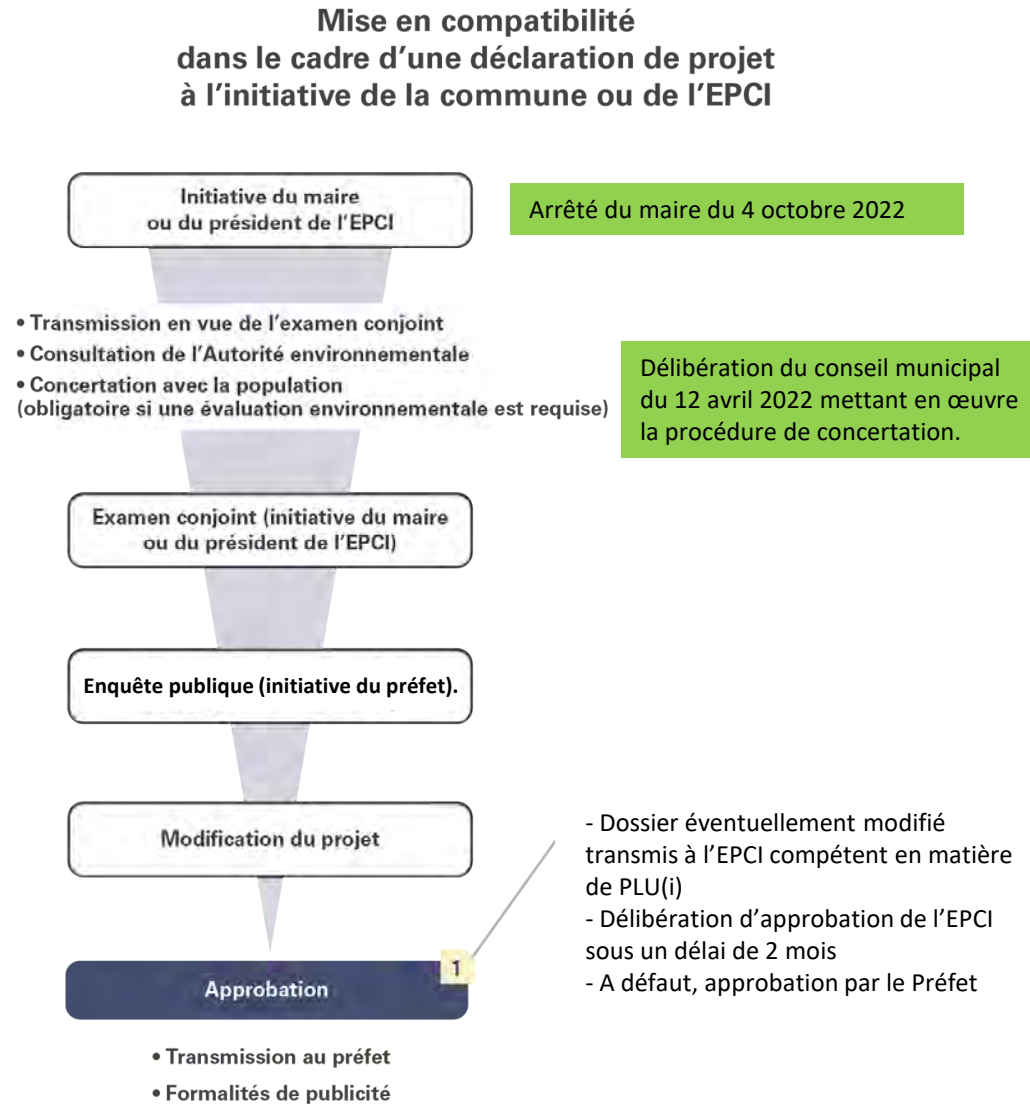 Mise en compatibilité
dans le cadre d'une déclaration de projet
à l'initiative de la commune ou de l'EPCI
Initiative du maire
ou du président de l'EPCI
Arrêté du maire du 4 octobre 2022
• Transmission en vue de l'examen conjoint
• Consultation de l'Autorité environnementale
• Concertation avec la population
(obligatoire si une évaluation environnementale est requise)
Délibération du conseil municipal
du 12 avril 2022 mettant en œuvre
la procédure de concertation.
Examen conjoint (initiative du maire
ou du président de l'EPCI)
Enquête publique (initiative du préfet).
Modification du projet
- Dossier éventuellement modifié
transmis à l'EPCI compétent en matière
de PLU(i)
- Délibération d'approbation de l'EPCI
sous un délai de 2 mois
- A défaut, approbation par le Préfet
1
Approbation
• Transmission au préfet
• Formalités de publicité